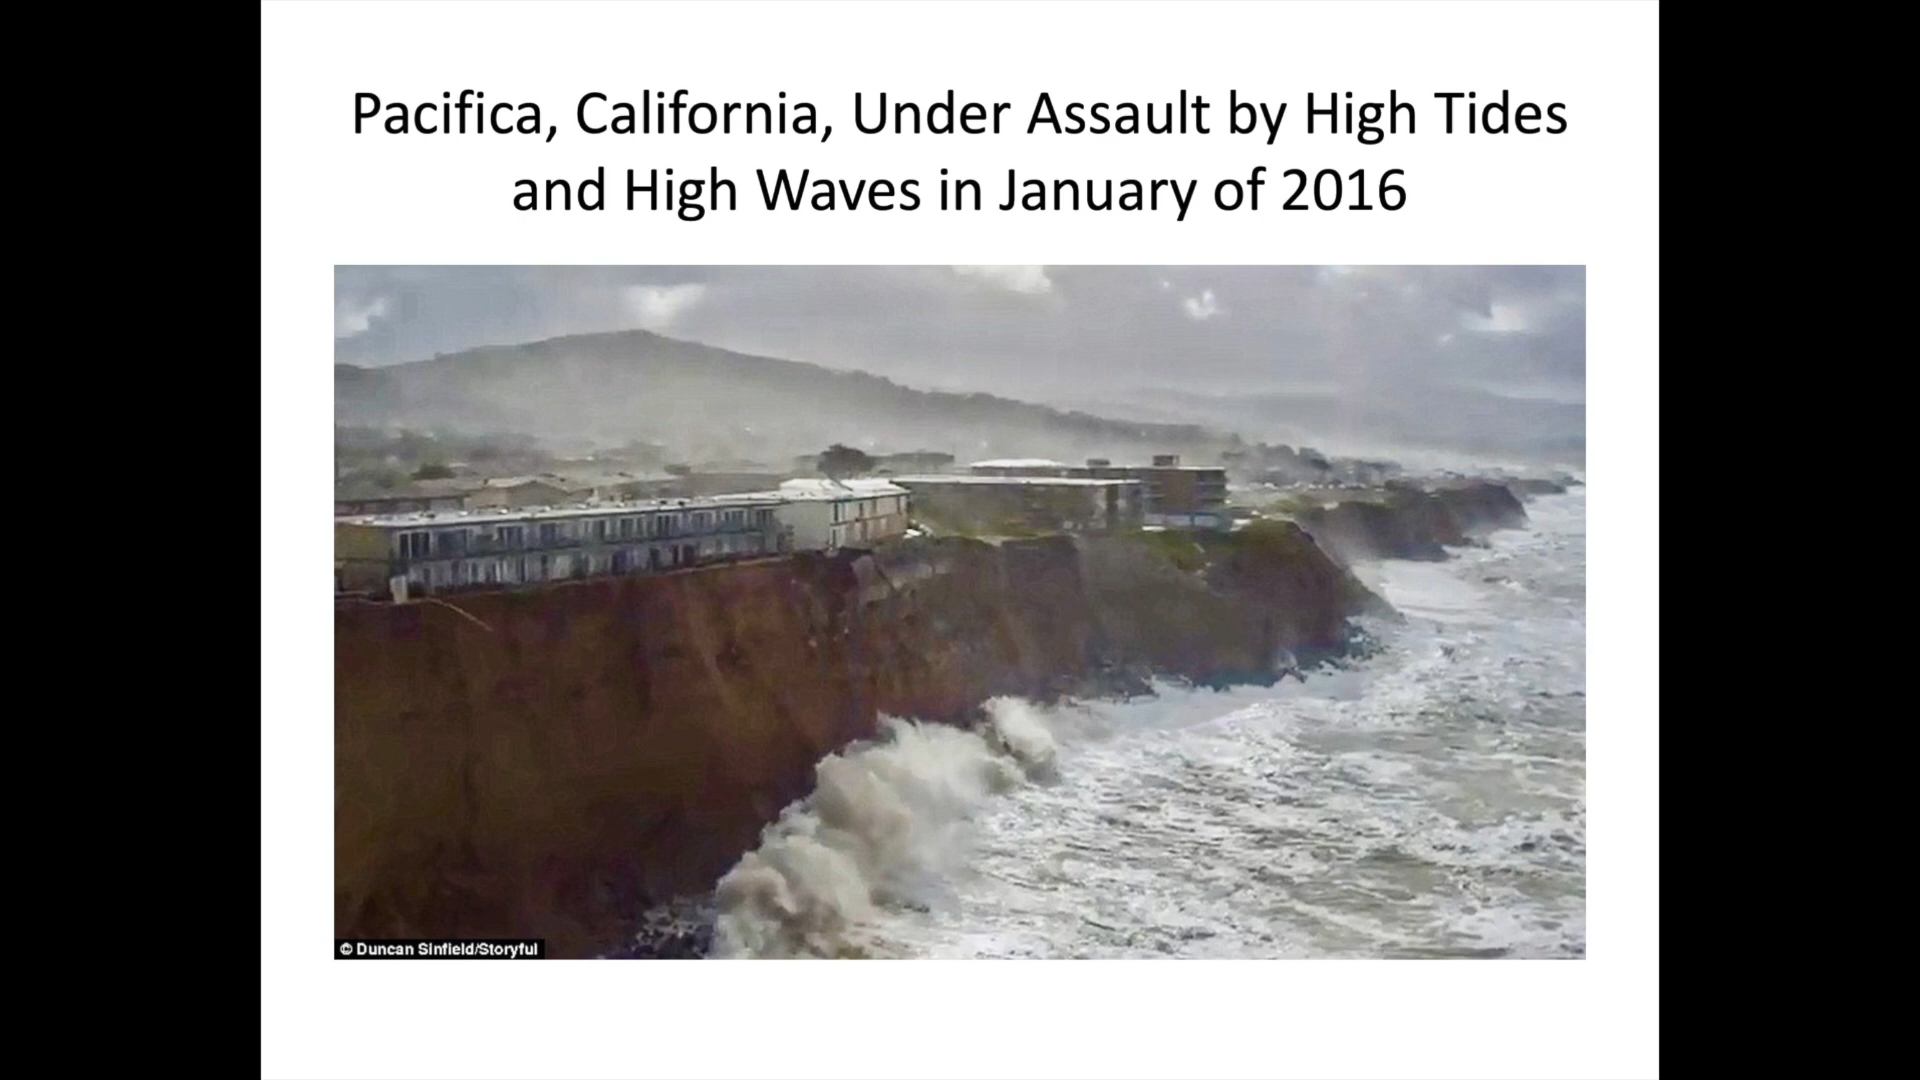 Pacifica, California, Under Assault by High Tides
and High Waves in January of 2016
© Duncan Sinfield/Storyful